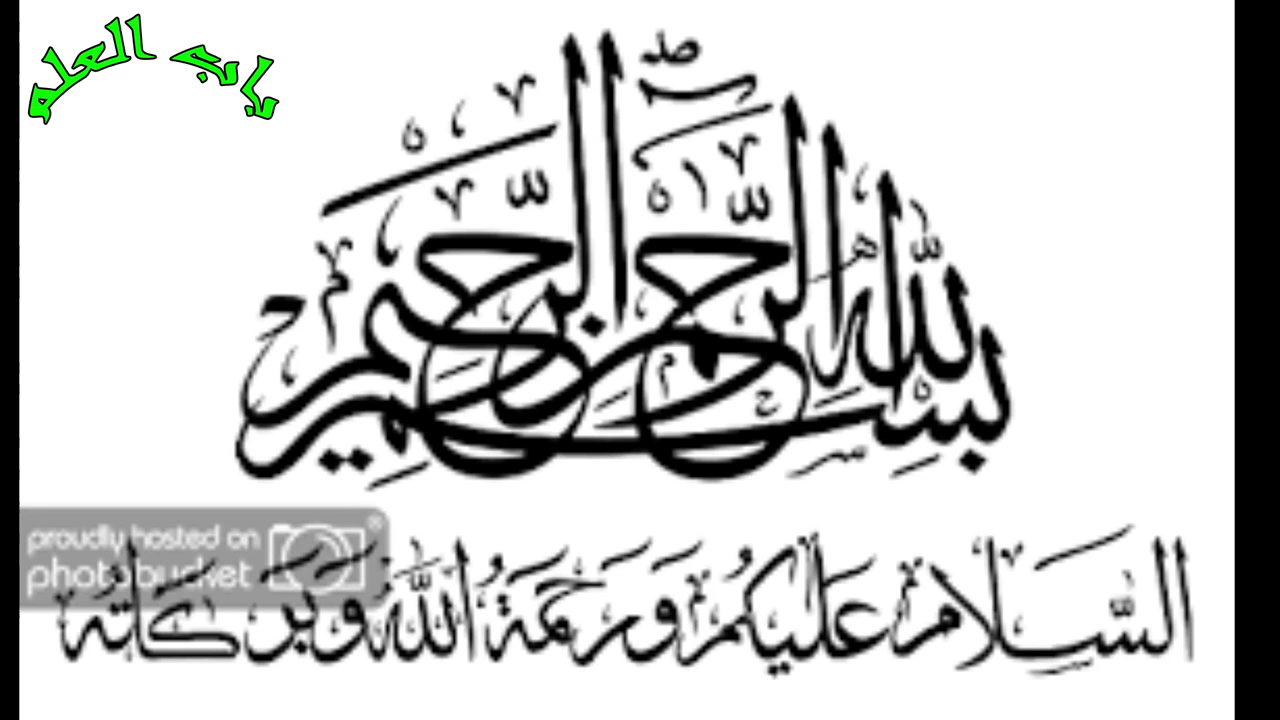 باب العلم
بسم الله الرحمن الرحيم
proudly hosted on
photobucket
السلام عليكم ورحمة الله وبركاته